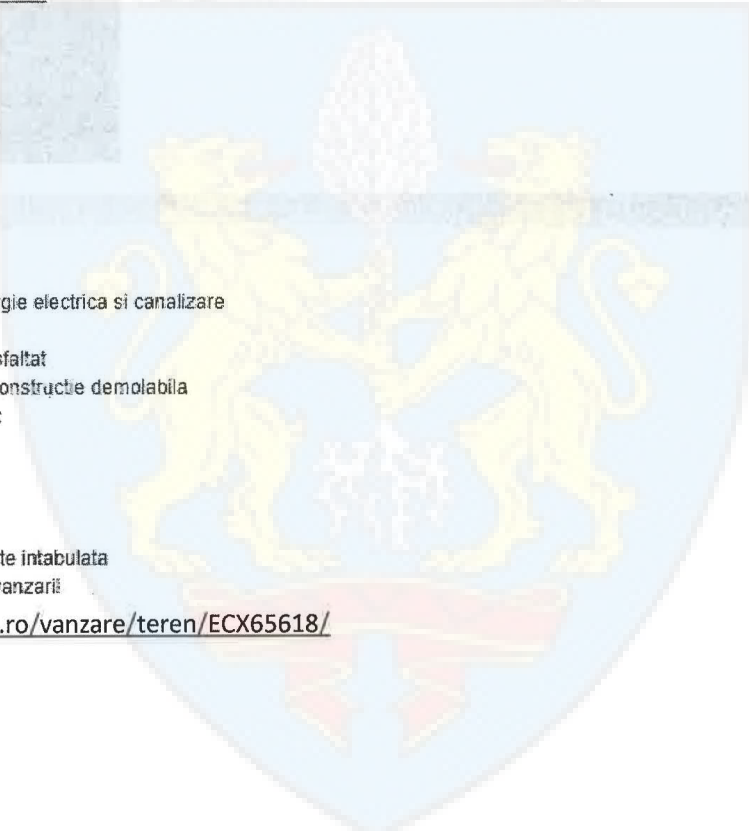 gie electrica si canalizare
sfaltat
onstructie demolabila
te intabulata
vanzarii
.ro/vanzare/teren/ECX65618/